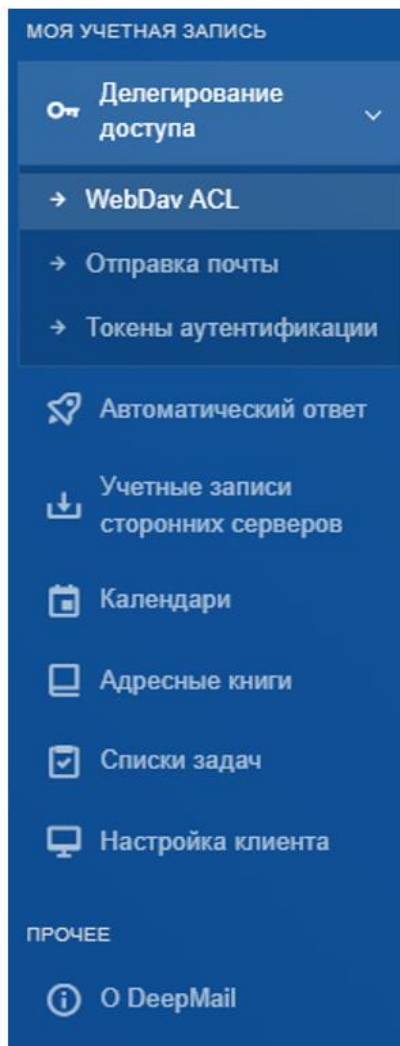 МОЯ УЧЕТНАЯ ЗАПИСЬ
Делегирование
доступа
WebDav ACL
Отправка почты
Токены аутентификации
Автоматический ответ
Учетные записи
сторонних серверов
Календари
Адресные книги
Списки задач
Настройка клиента
ПРОЧЕЕ
О DeepMail